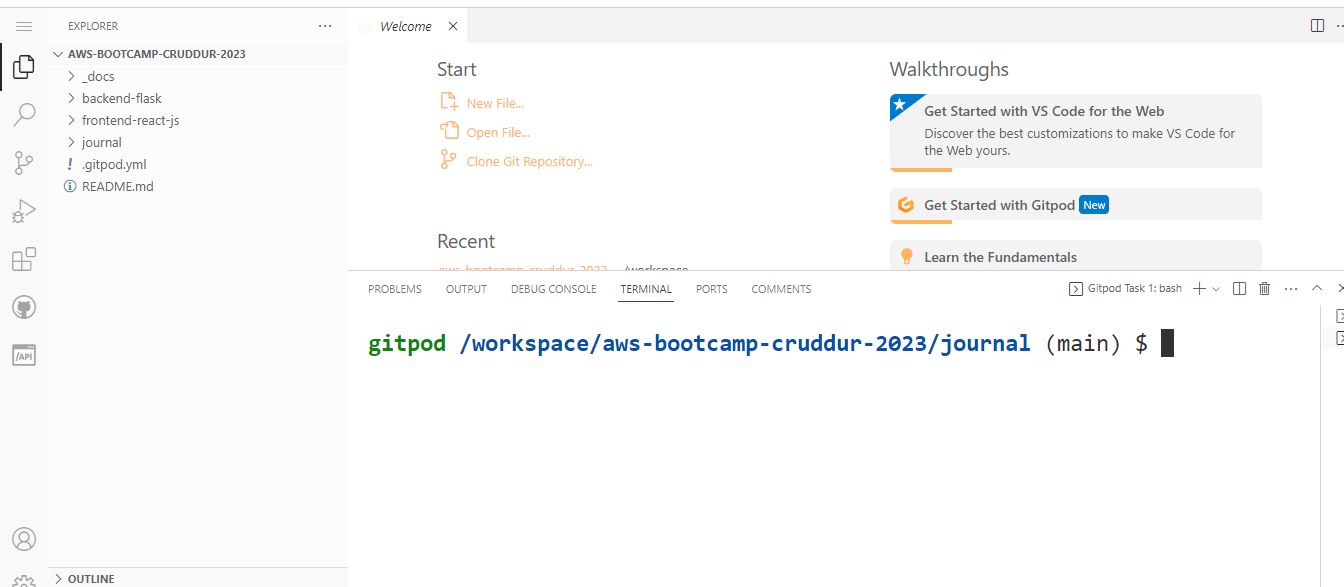 EXPLORER
AWS-BOOTCAMP-CRUDDUR-2023
_docs
backend-flask
frontend-react-js
journal
! .gitpod.yml
README.md
OUTLINE
Welcome
Start
New File...
Open File...
Clone Git Repository...
Recent
aws-bootcamp-cruddur-2023 /workspace
Walkthroughs
Get Started with VS Code for the Web
Discover the best customizations to make VS Code for
the Web yours.
Get Started with Gitpod New
Learn the Fundamentals
PROBLEMS OUTPUT DEBUG CONSOLE TERMINAL PORTS COMMENTS
Gitpod Task 1: bash
gitpod /workspace/aws-bootcamp-cruddur-2023/journal (main) $
/API